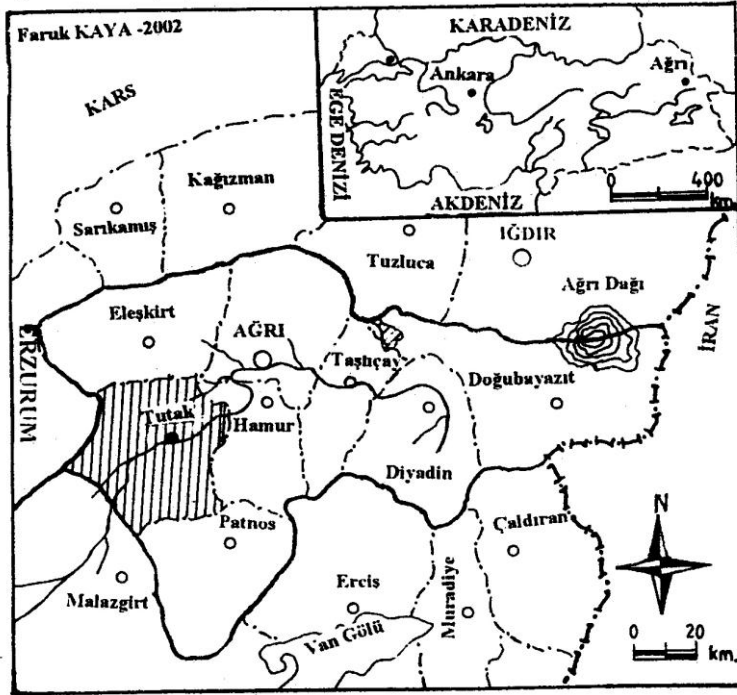 Faruk KAYA -2002
KARADENİZ
Ankara
Ağrı
EGE DENİZİ
0 400
km.
AKDENİZ
KARS
Kağızman
Sarıkamış
Tuzluca
IĞDIR
Ağrı Dağı
İRAN
Eleşkirt
AĞRI
Taşlıçay
Doğubayazıt
ERZURUM
Tutak
Hamur
Diyadin
Patnos
Çaldıran
N
Malazgirt
Erciş
Muradiye
Van Gölü
0 20
km.